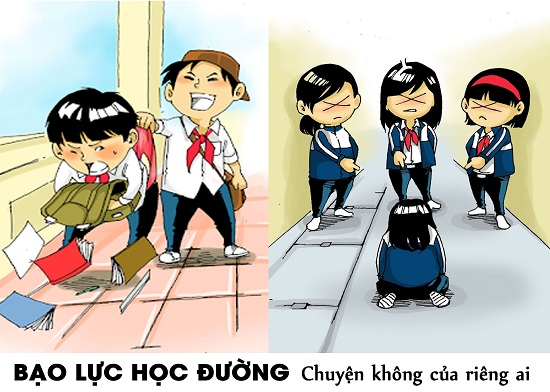 BẠO LỰC HỌC ĐƯỜNG Chuyện không của riêng ai